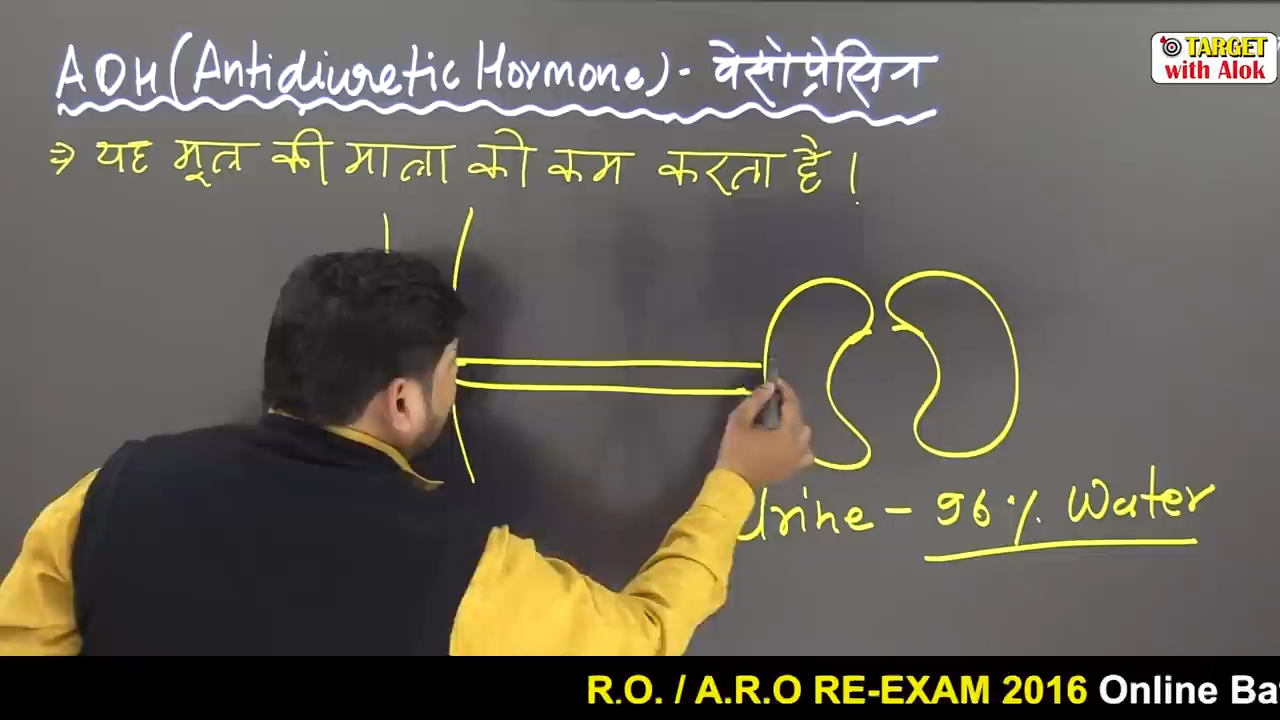 ADH (Antidiuretic Hormone) - वेसोप्रेसिन
⇒ यह मूत्र की मात्रा को कम करता है।
Urine - 96% Water
TARGET
with Alok
R.O. / A.R.O RE-EXAM 2016 Online Ba